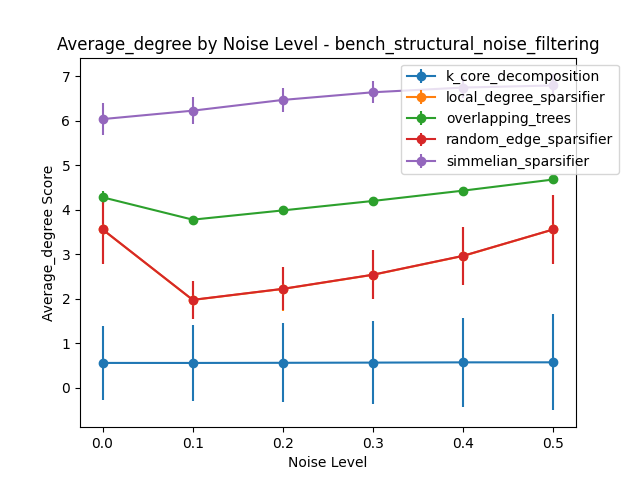 Average_degree by Noise Level - bench_structural_noise_filtering
k_core_decomposition
local_degree_sparsifier
overlapping_trees
random_edge_sparsifier
simmelian_sparsifier
Average_degree Score
7
6
5
4
3
2
1
0
0.0 0.1 0.2 0.3 0.4 0.5
Noise Level